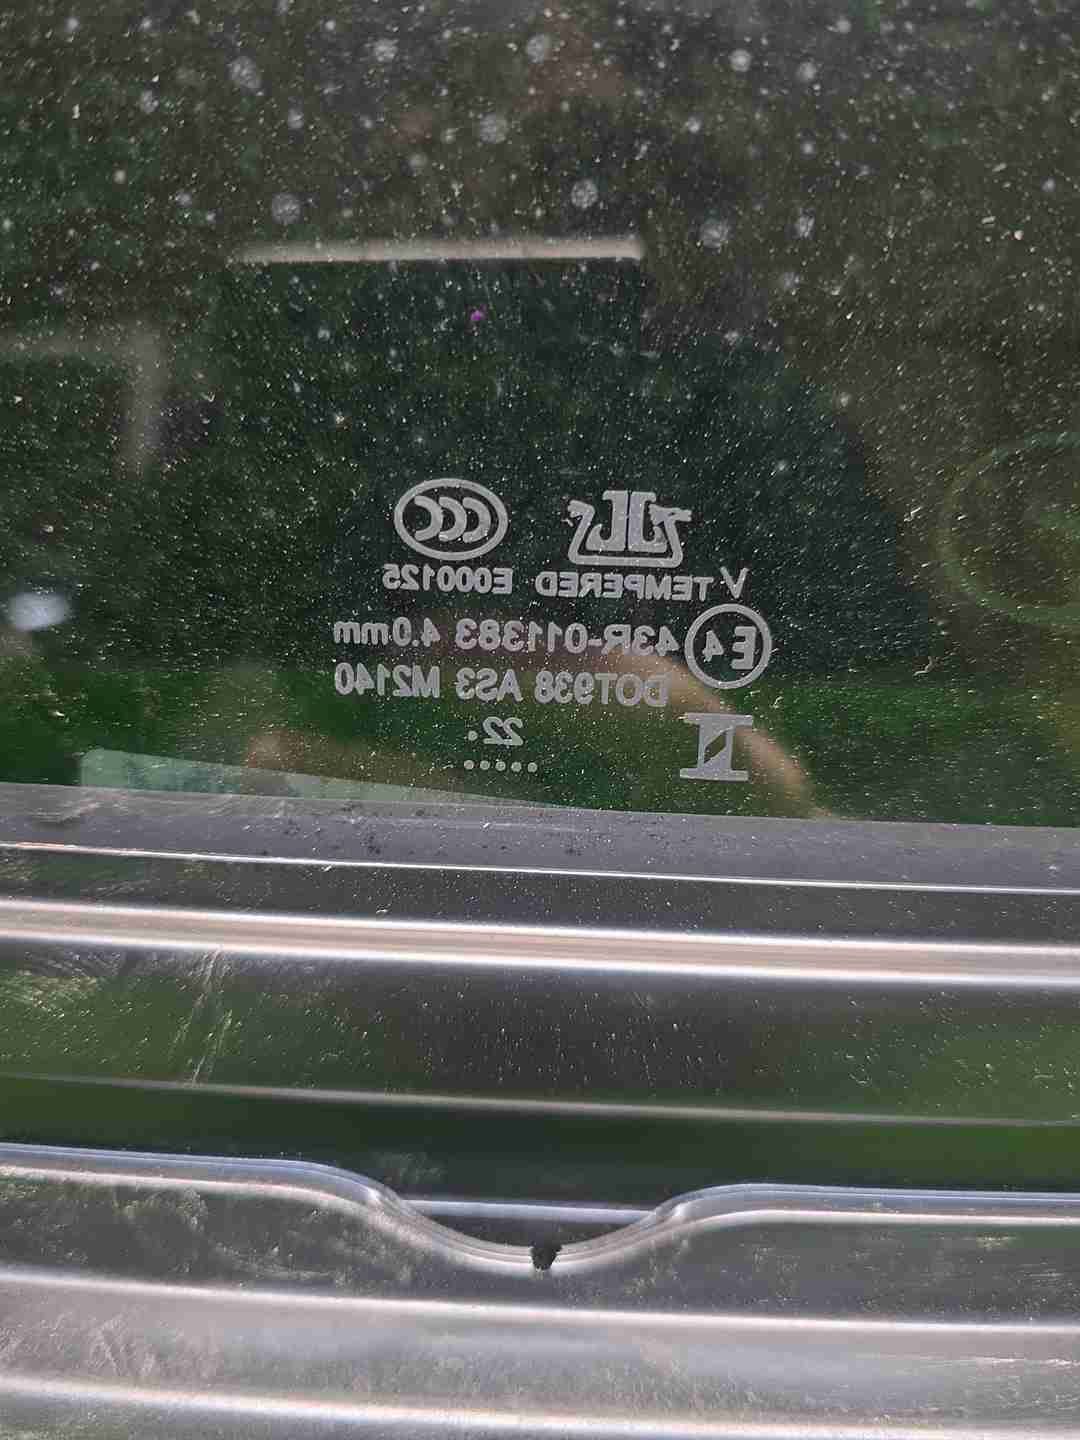 CCC
V TEMPERED E000125
E4 43R-011383 4.0mm
DOT938 AS3 M2140
22.
.....